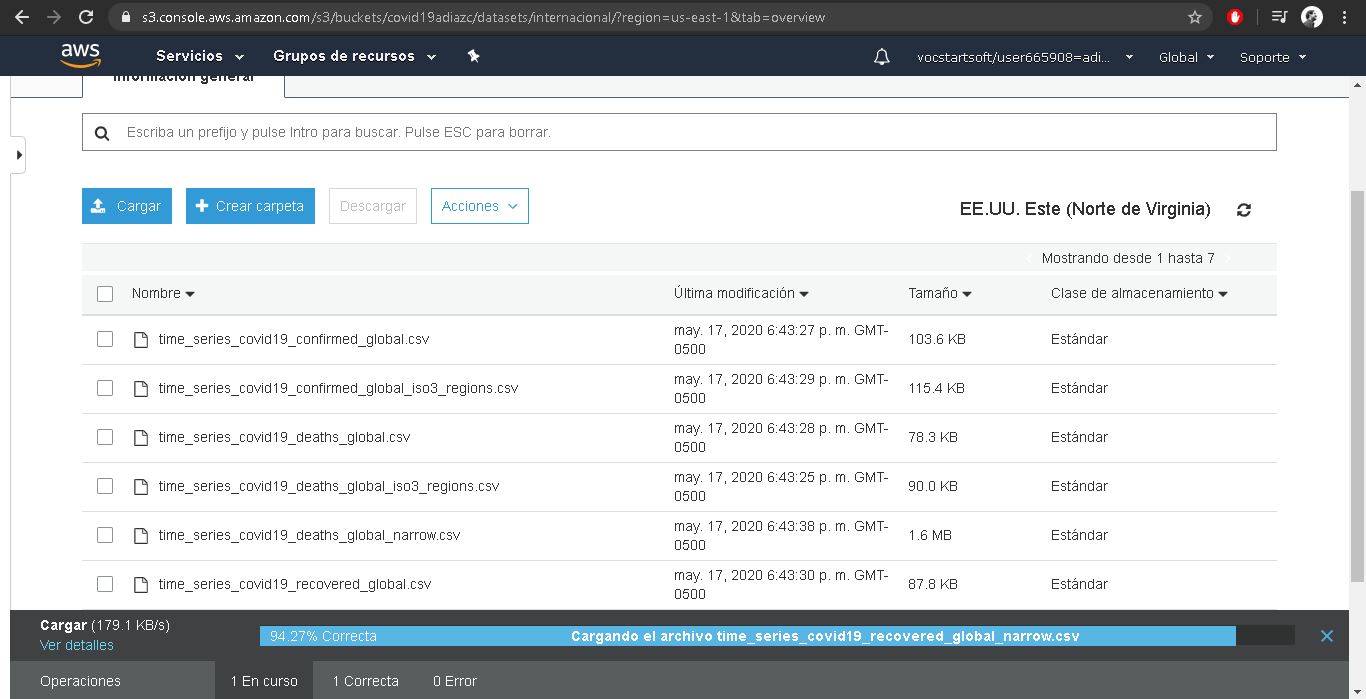 s3.console.aws.amazon.com/s3/buckets/covid19adiazc/datasets/internacional/?region=us-east-1&tab=overview
aws Servicios Grupos de recursos vocstartsoft/user665908=adi... Global Soporte
Información general
Escriba un prefijo y pulse Intro para buscar. Pulse ESC para borrar.
Cargar Crear carpeta Descargar Acciones EE.UU. Este (Norte de Virginia)
Mostrando desde 1 hasta 7
Nombre Última modificación Tamaño Clase de almacenamiento
time_series_covid19_confirmed_global.csv may. 17, 2020 6:43:27 p. m. GMT-0500 103.6 KB Estándar
time_series_covid19_confirmed_global_iso3_regions.csv may. 17, 2020 6:43:29 p. m. GMT-0500 115.4 KB Estándar
time_series_covid19_deaths_global.csv may. 17, 2020 6:43:28 p. m. GMT-0500 78.3 KB Estándar
time_series_covid19_deaths_global_iso3_regions.csv may. 17, 2020 6:43:25 p. m. GMT-0500 90.0 KB Estándar
time_series_covid19_deaths_global_narrow.csv may. 17, 2020 6:43:38 p. m. GMT-0500 1.6 MB Estándar
time_series_covid19_recovered_global.csv may. 17, 2020 6:43:30 p. m. GMT-0500 87.8 KB Estándar
Cargar (179.1 KB/s)
94.27% Correcta Cargando el archivo time_series_covid19_recovered_global_narrow.csv
Ver detalles
Operaciones 1 En curso 1 Correcta 0 Error